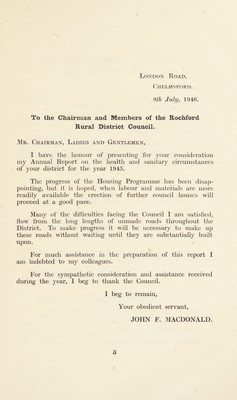 London Road,
Chelmsford.
8th July, 1946.
To the Chairman and Members of the Rochford
Rural District Council.
Mr. Chairman, Ladies and Gentlemen,
I have the honour of presenting for your consideration
my Annual Report on the health and sanitary circumstances
of your district for the year 1945.
The progress of the Housing Programme has been disap-
pointing, but it is hoped, when labour and materials are more
readily available the erection of further council houses will
proceed at a good pace.
Many of the difficulties facing the Council I am satisfied,
flow from the long lengths of unmade roads throughout the
District. To make progress it will be necessary to make up
these roads without waiting until they are substantially built
upon.
For much assistance in the preparation of this report I
am indebted to my colleagues.
For the sympathetic consideration and assistance received
during the year, I beg to thank the Council.
I beg to remain,
Your obedient servant,
JOHN F. MACDONALD.
3